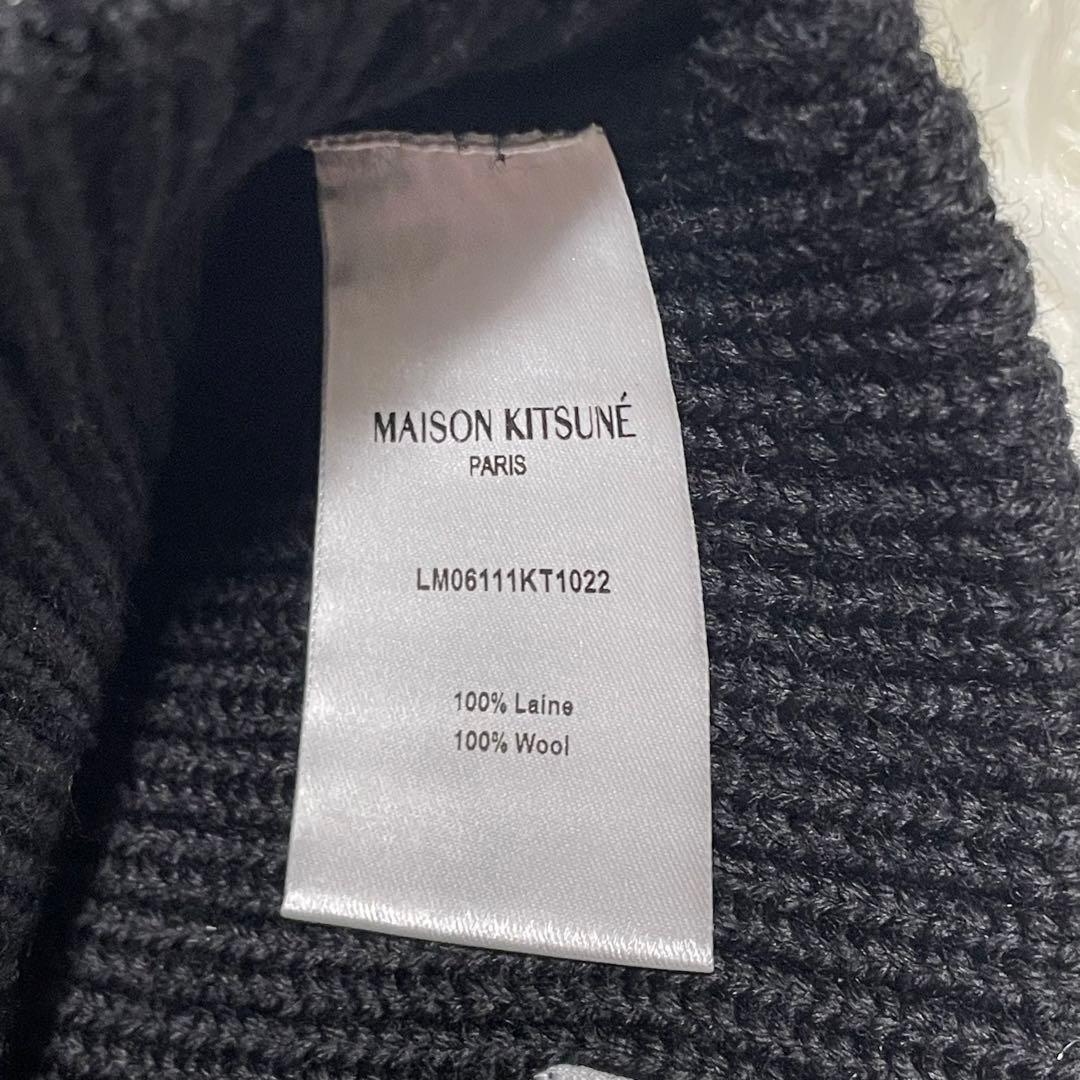 MAISON KITSUNÉ
PARIS
LM06111KT1022
100% Laine
100% Wool